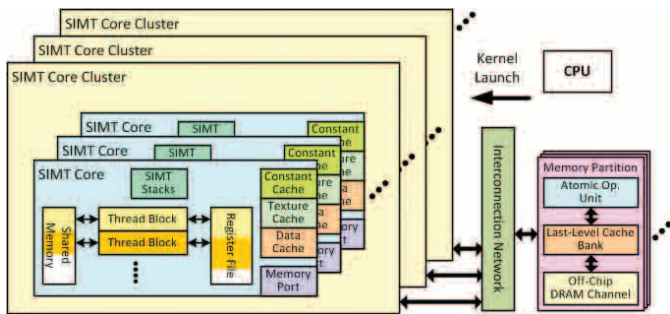 SIMT Core Cluster
SIMT Core Cluster
SIMT Core Cluster
SIMT Core
SIMT
Constant
SIMT Core
SIMT
Constant
SIMT Core
SIMT
Stacks
Constant
Cache
Texture
Cache
Data
Cache
Memory
Port
Shared
Memory
Thread Block
Thread Block
Register File
Kernel
Launch
CPU
Interconnection Network
Memory Partition
Atomic Op.
Unit
Last-Level Cache
Bank
Off-Chip
DRAM Channel